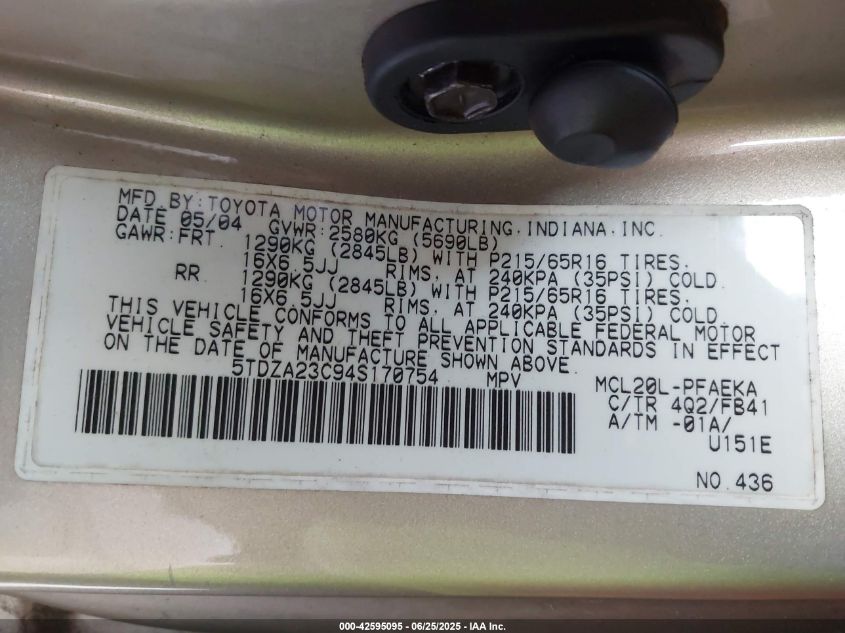 MFD.BY:TOYOTA MOTOR MANUFACTURING,INDIANA,INC.
DATE 05/04 GVWR:2580KG (5690LB)
GAWR:FRT. 1290KG (2845LB) WITH P215/65R16 TIRES.
16X6.5JJ RIMS, AT 240KPA (35PSI) COLD.
RR 1290KG (2845LB) WITH P215/65R16 TIRES.
16X6.5JJ RIMS, AT 240KPA (35PSI) COLD
THIS VEHICLE CONFORMS TO ALL APPLICABLE FEDERAL MOTOR
VEHICLE SAFETY AND THEFT PREVENTION STANDARDS IN EFFECT
ON THE DATE OF MANUFACTURE SHOWN ABOVE.
5TDZA23C94S170754 MPV MCL20L-PFAEKA
C/TR 4Q2/FB41
A/TM -01A/
U151E
NO.436
000-42595095 - 06/25/2025 - IAA Inc.